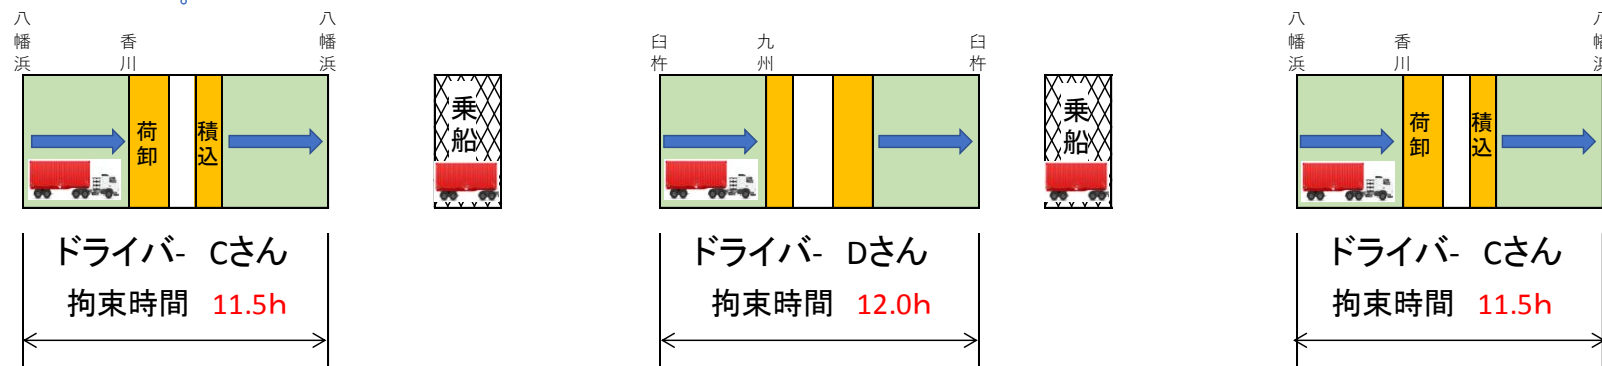 。
八幡浜
香川
八幡浜
臼杵
九州
臼杵
八幡浜
香川
八幡浜
荷卸
積込
乗船
乗船
荷卸
積込
ドライバ- Cさん
拘束時間 11.5h
ドライバ- Dさん
拘束時間 12.0h
ドライバ- Cさん
拘束時間 11.5h